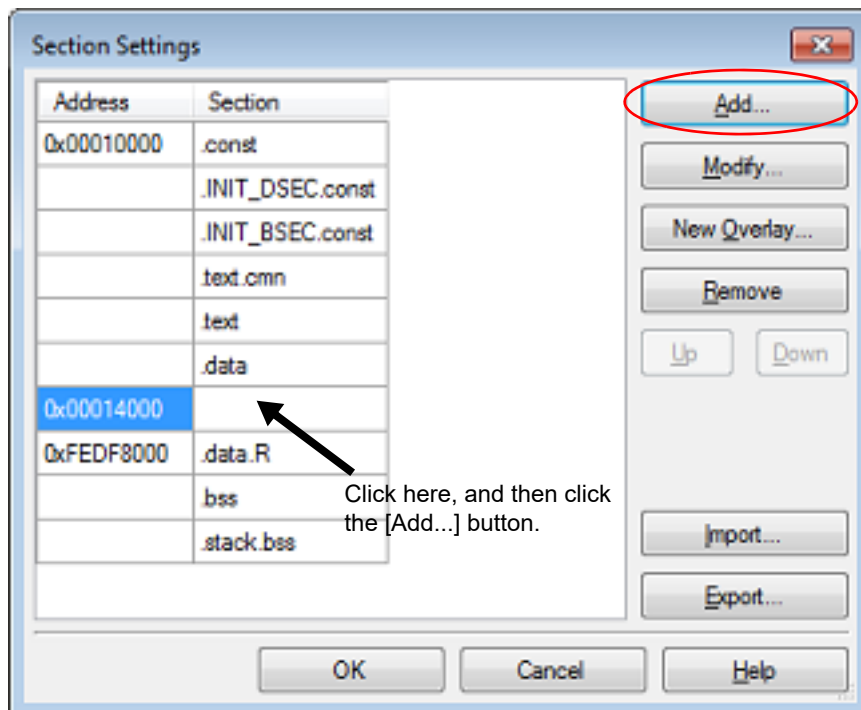 Section Settings
Address Section
0x00010000 .const
.INIT_DSEC.const
.INIT_BSEC.const
.text.cmn
.text
.data
0x00014000
0xFEDF8000 .data.R
.bss
.stack.bss
Add...
Modify...
New Overlay...
Remove
Up Down
Click here, and then click
the [Add...] button.
Import...
Export...
OK Cancel Help